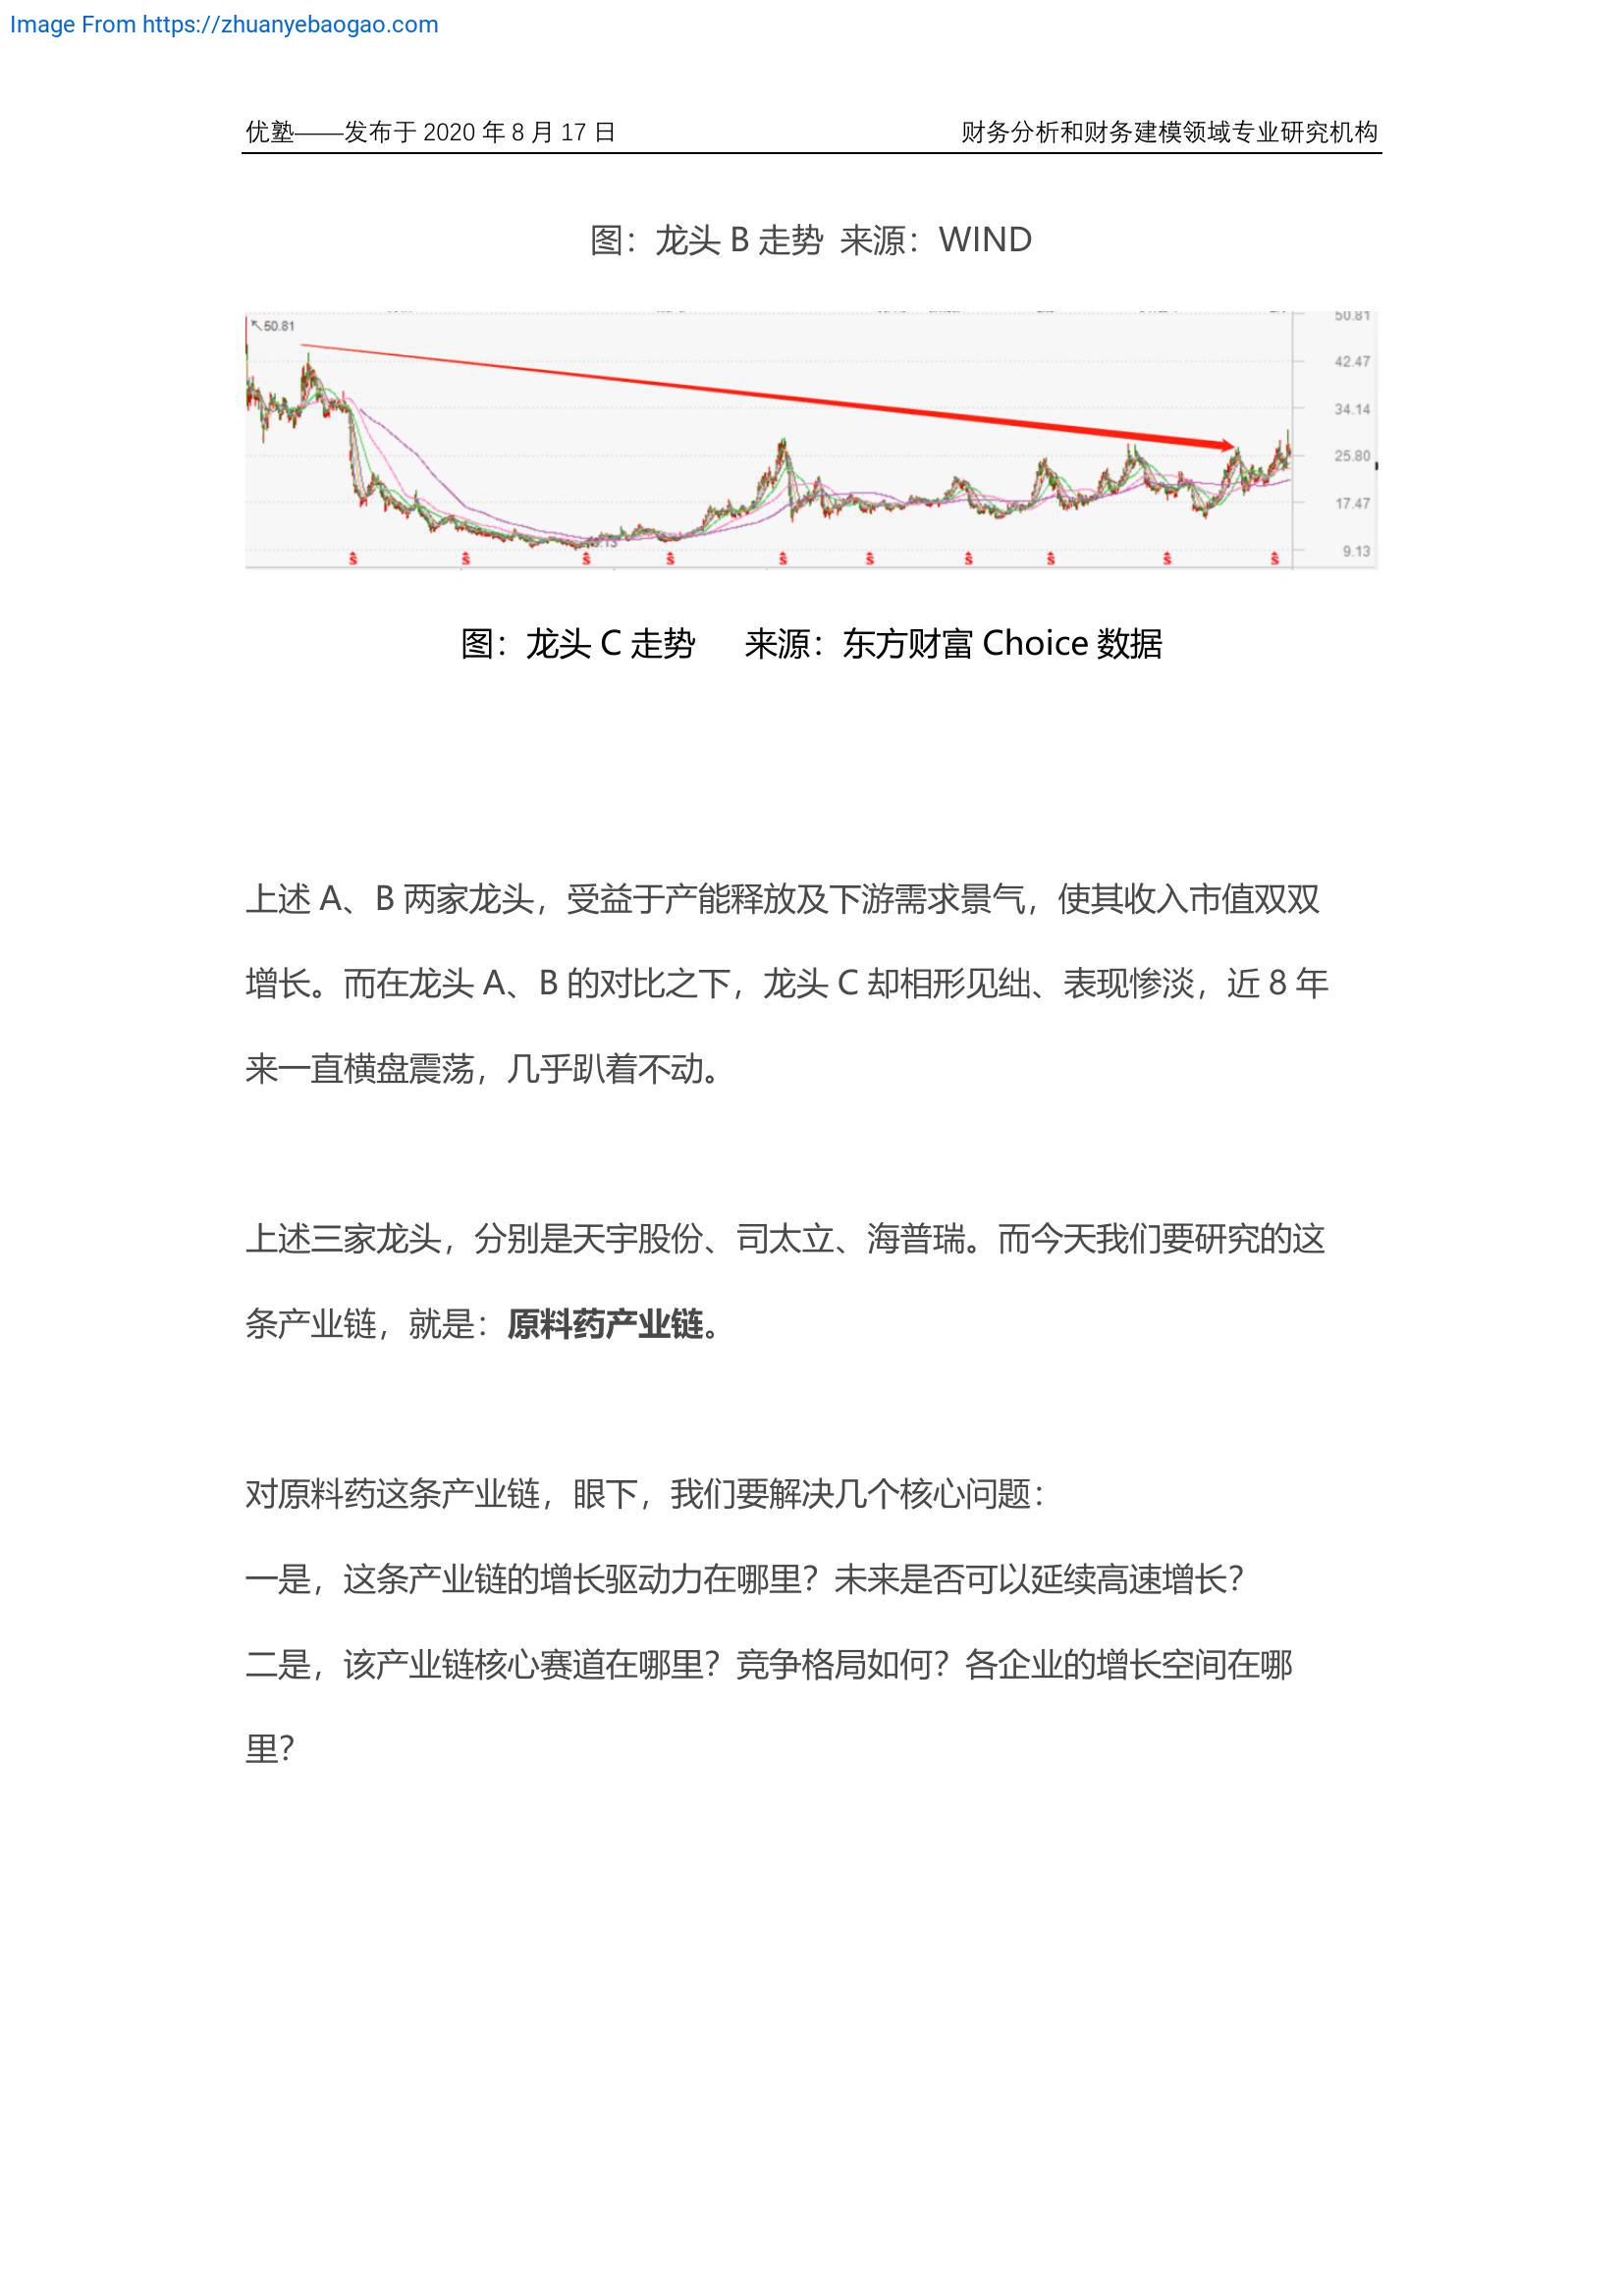 Image From https://zhuanyebaogao.com
优塾——发布于 2020 年 8 月 17 日 财务分析和财务建模领域专业研究机构
图：龙头 B 走势 来源：WIND
50.81
50.81
42.47
34.14
25.80
17.47
9.13
图：龙头 C 走势 来源：东方财富 Choice 数据
上述 A、B 两家龙头，受益于产能释放及下游需求景气，使其收入市值双双
增长。而在龙头 A、B 的对比之下，龙头 C 却相形见绌、表现惨淡，近 8 年
来一直横盘震荡，几乎趴着不动。
上述三家龙头，分别是天宇股份、司太立、海普瑞。而今天我们要研究的这
条产业链，就是：原料药产业链。
对原料药这条产业链，眼下，我们要解决几个核心问题：
一是，这条产业链的增长驱动力在哪里？未来是否可以延续高速增长？
二是，该产业链核心赛道在哪里？竞争格局如何？各企业的增长空间在哪
里？